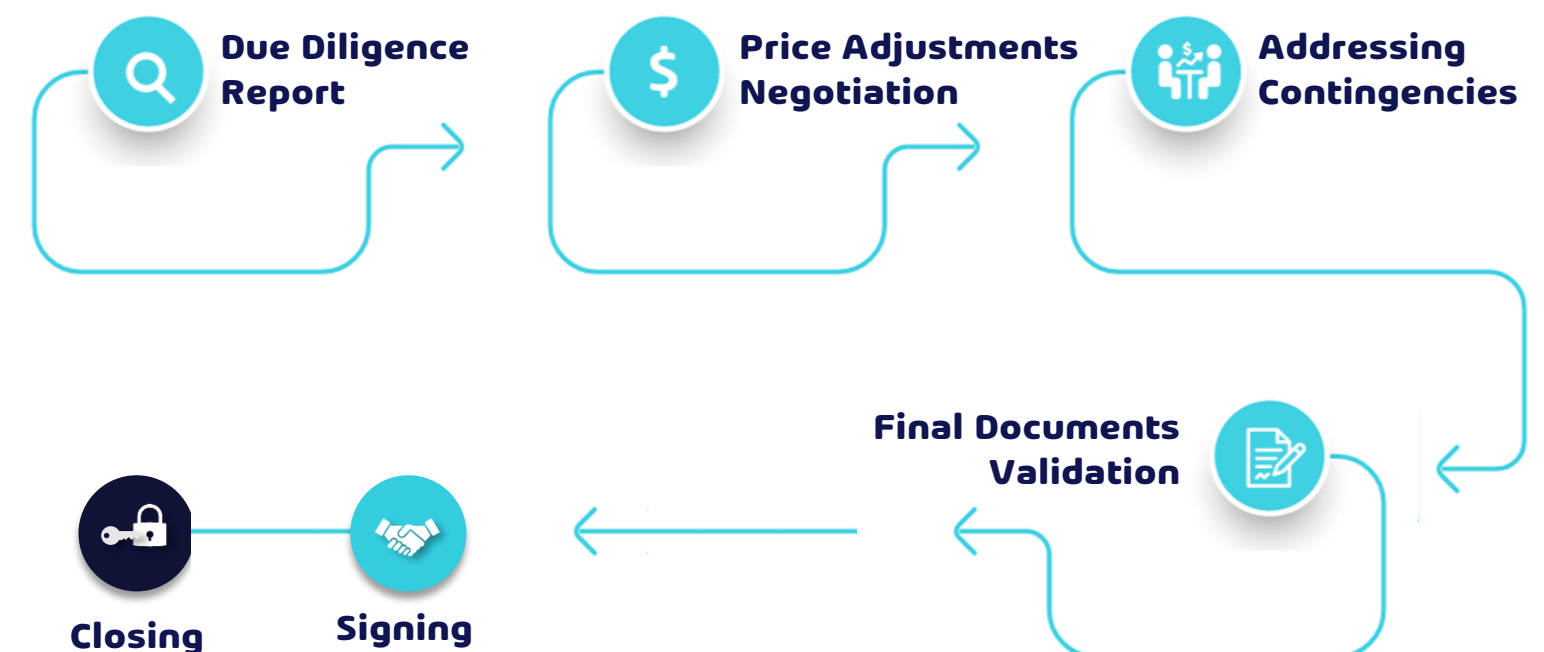 Due Diligence
Report
Price Adjustments
Negotiation
Addressing
Contingencies
Final Documents
Validation
Signing
Closing